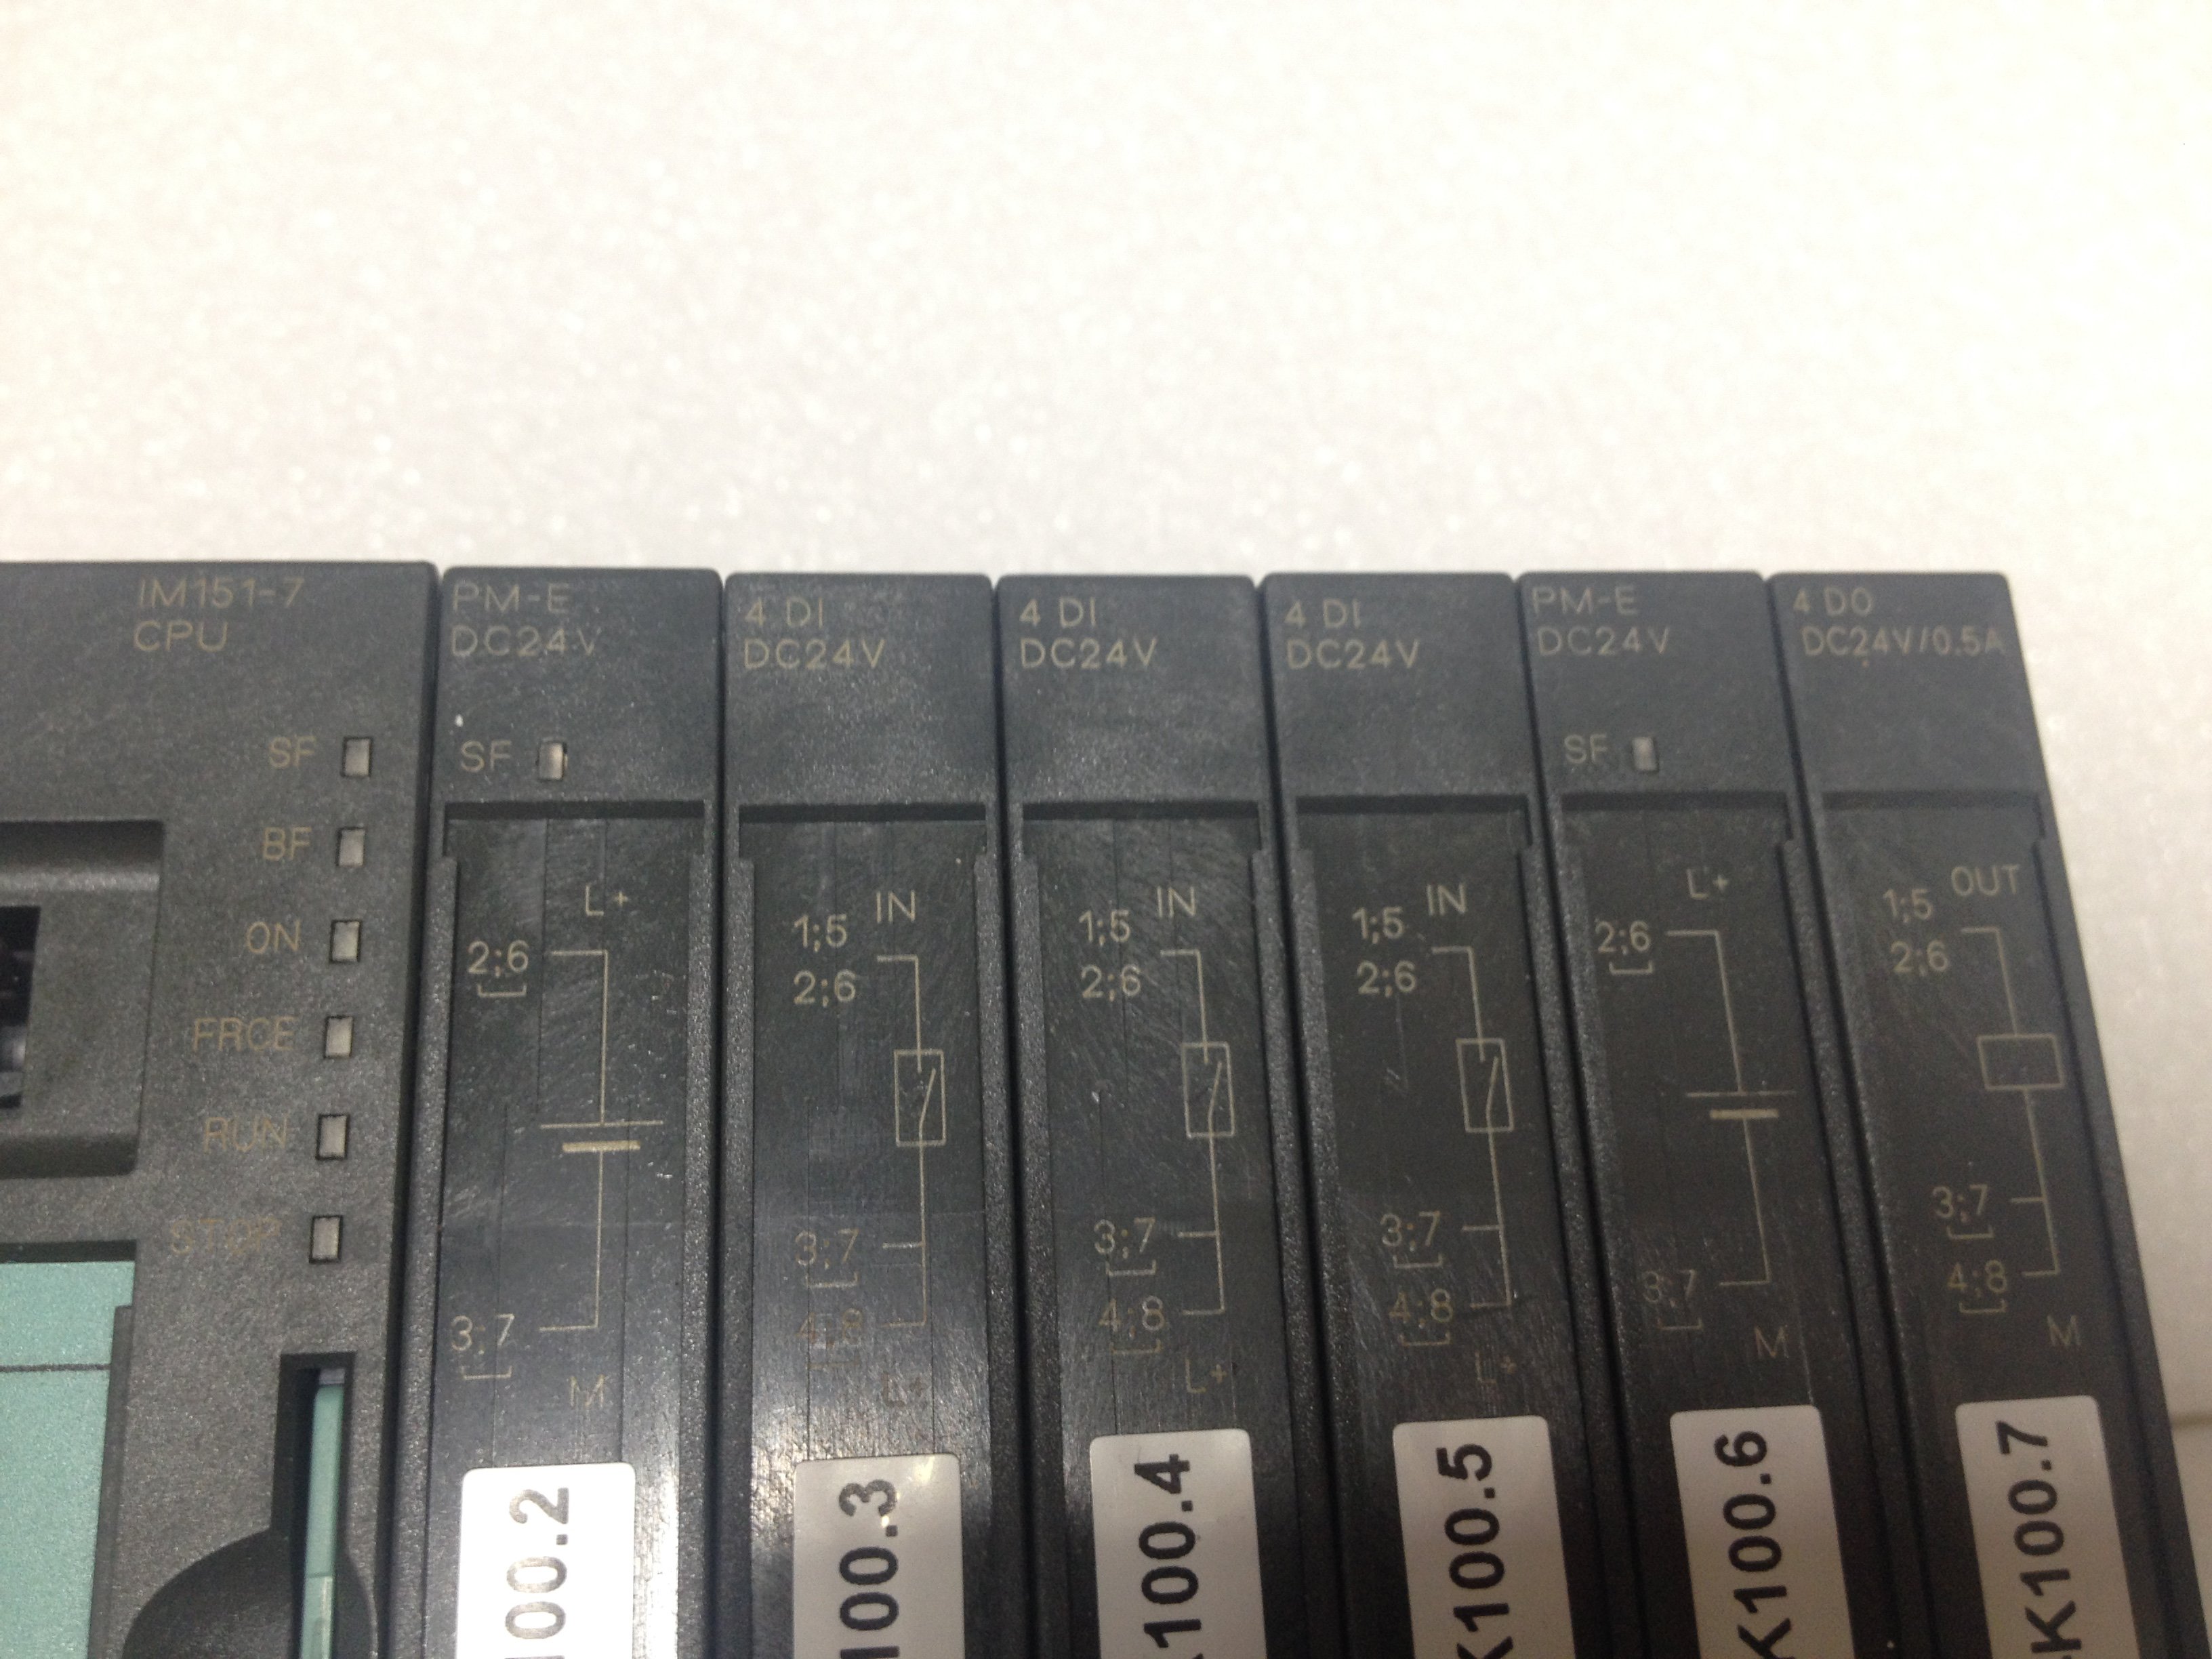 IM151-7
CPU
SF
BF
ON
FRCE
RUN
STOP
PM-E
DC24V
SF
L+
2;6
3;7
M
100.2
4 DI
DC24V
IN
1;5
2;6
3;7
4;8
L+
100.3
4 DI
DC24V
IN
1;5
2;6
3;7
4;8
L+
K100.4
4 DI
DC24V
IN
1;5
2;6
3;7
4;8
L+
K100.5
PM-E
DC24V
SF
L+
2;6
3;7
M
K100.6
4 DO
DC24V/0.5A
OUT
1;5
2;6
3;7
4;8
M
-K100.7